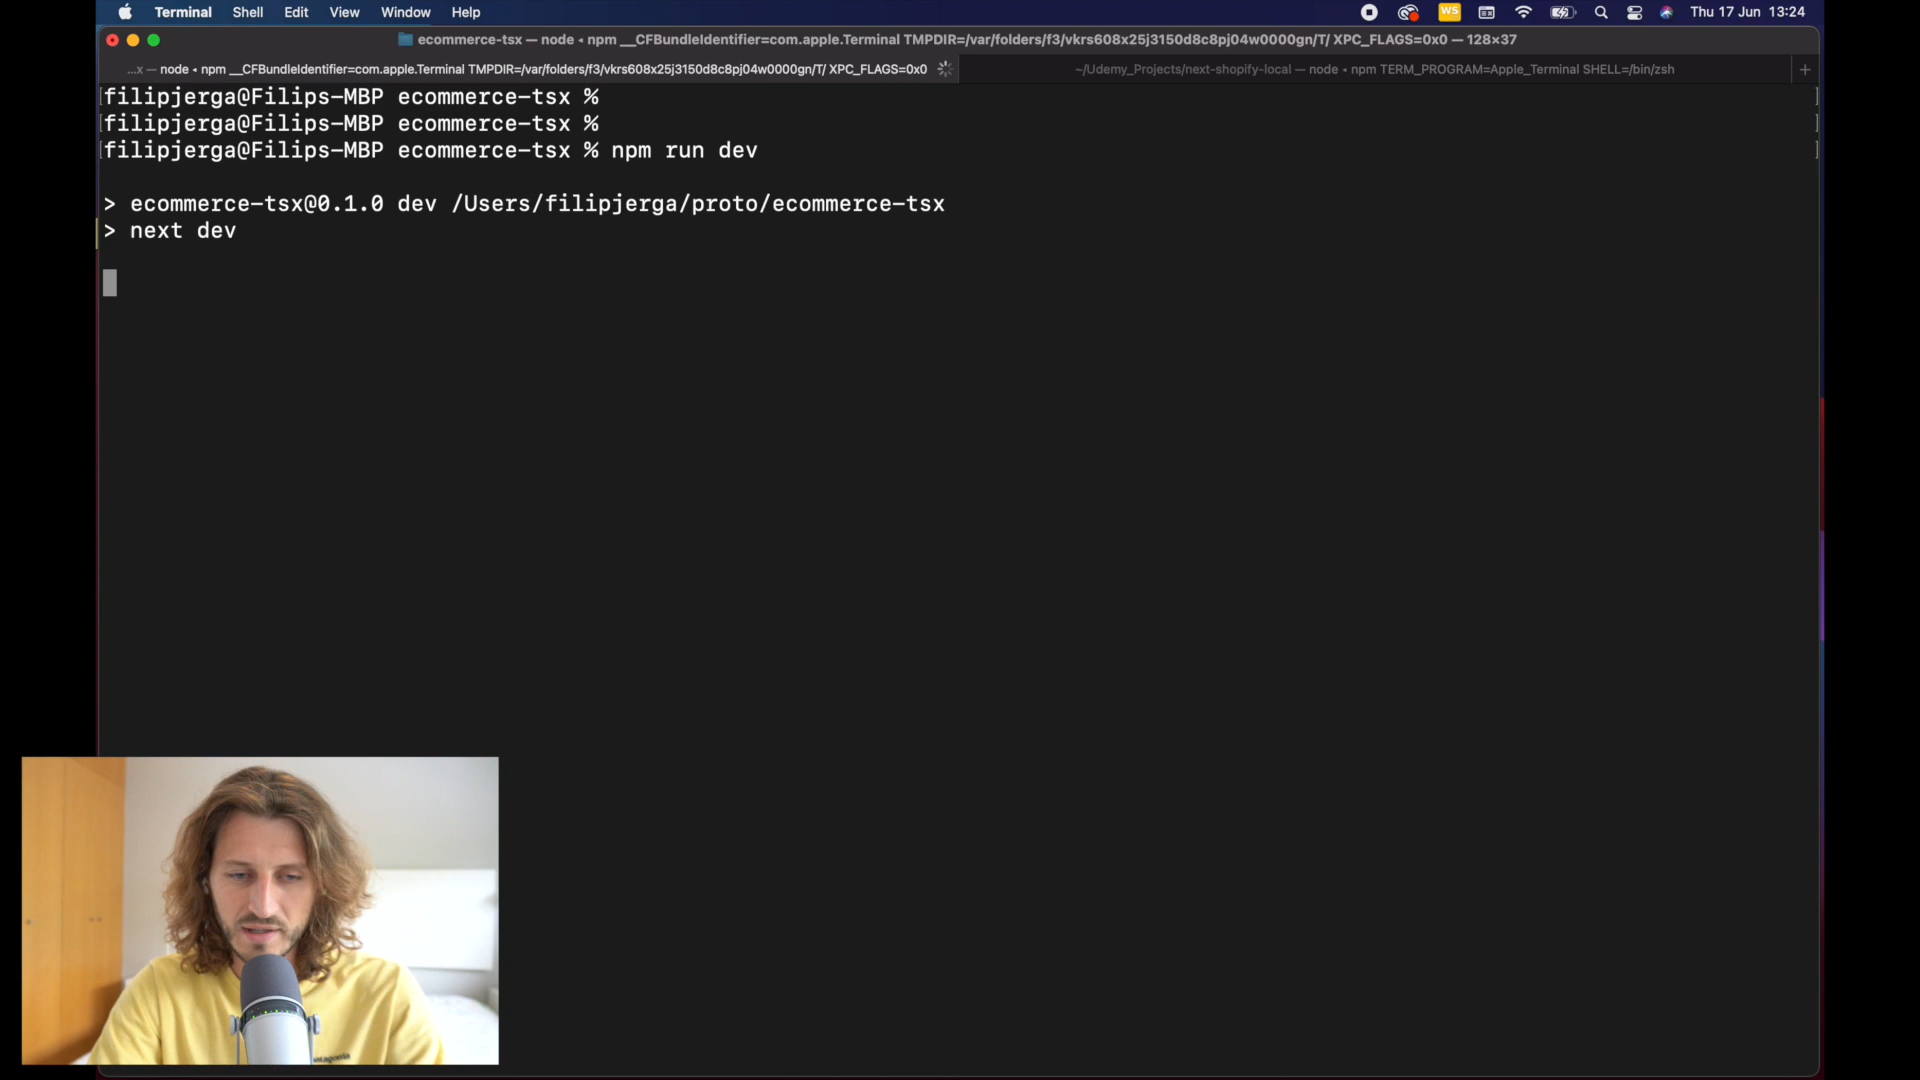 Terminal Shell Edit View Window Help WS Thu 17 Jun 13:24
ecommerce-tsx — node ◂ npm __CFBundleIdentifier=com.apple.Terminal TMPDIR=/var/folders/f3/vkrs608x25j3150d8c8pj04w0000gn/T/ XPC_FLAGS=0x0 — 128×37
...x — node ◂ npm __CFBundleIdentifier=com.apple.Terminal TMPDIR=/var/folders/f3/vkrs608x25j3150d8c8pj04w0000gn/T/ XPC_FLAGS=0x0 ~/Udemy_Projects/next-shopify-local — node ◂ npm TERM_PROGRAM=Apple_Terminal SHELL=/bin/zsh +
[filipjerga@Filips-MBP ecommerce-tsx % ]
[filipjerga@Filips-MBP ecommerce-tsx % ]
[filipjerga@Filips-MBP ecommerce-tsx % npm run dev ]
> ecommerce-tsx@0.1.0 dev /Users/filipjerga/proto/ecommerce-tsx
> next dev